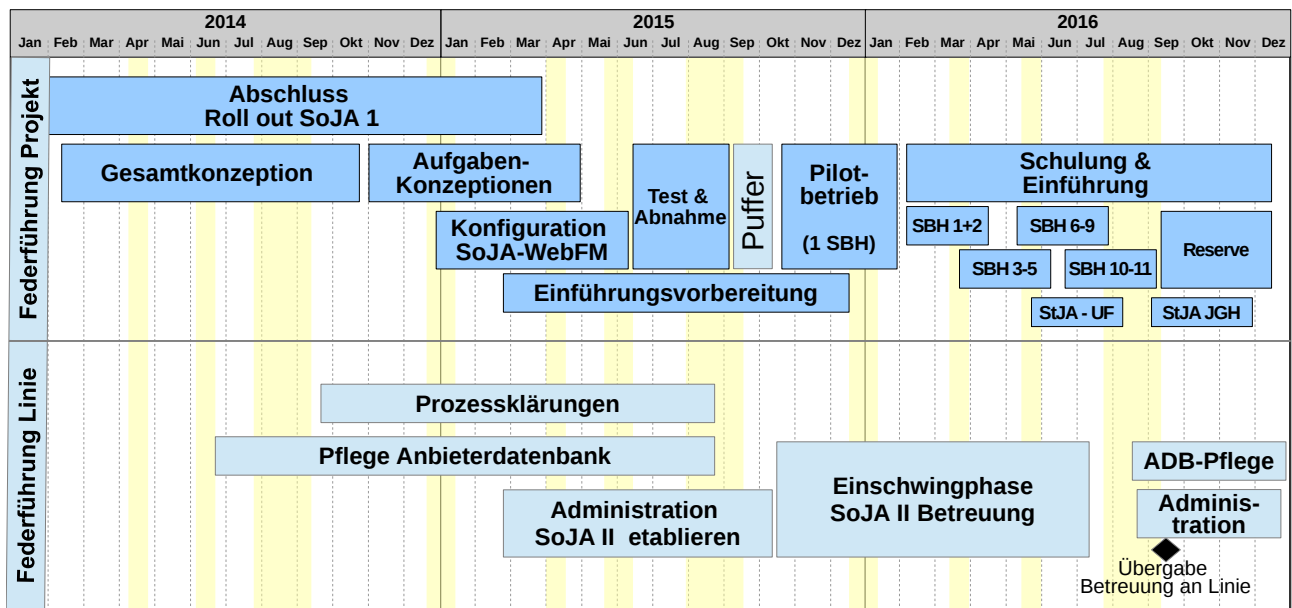 2014 2015 2016
Jan Feb Mar Apr Mai Jun Jul Aug Sep Okt Nov Dez Jan Feb Mar Apr Mai Jun Jul Aug Sep Okt Nov Dez Jan Feb Mar Apr Mai Jun Jul Aug Sep Okt Nov Dez
Federführung Projekt
Abschluss
Roll out SoJA 1
Gesamtkonzeption
Aufgaben-
Konzeptionen
Konfiguration
SoJA-WebFM
Test &
Abnahme
Puffer
Pilot-
betrieb
(1 SBH)
Einführungsvorbereitung
Schulung &
Einführung
SBH 1+2
SBH 6-9
Reserve
SBH 3-5
SBH 10-11
StJA - UF
StJA JGH
Federführung Linie
Prozessklärungen
Pflege Anbieterdatenbank
Administration
SoJA II etablieren
Einschwingphase
SoJA II Betreuung
ADB-Pflege
Adminis-
tration
Übergabe
Betreuung an Linie